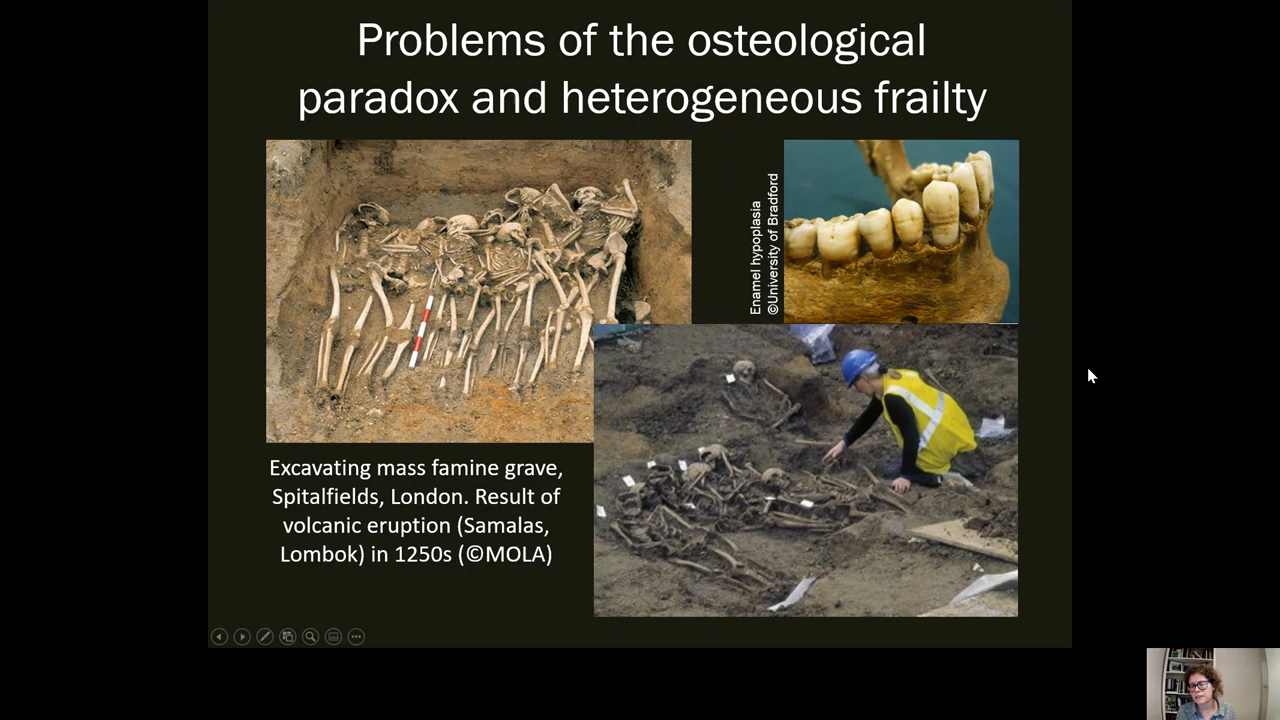 Problems of the osteological
paradox and heterogeneous frailty
Enamel hypoplasia
©University of Bradford
Excavating mass famine grave,
Spitalfields, London. Result of
volcanic eruption (Samalas,
Lombok) in 1250s (©MOLA)